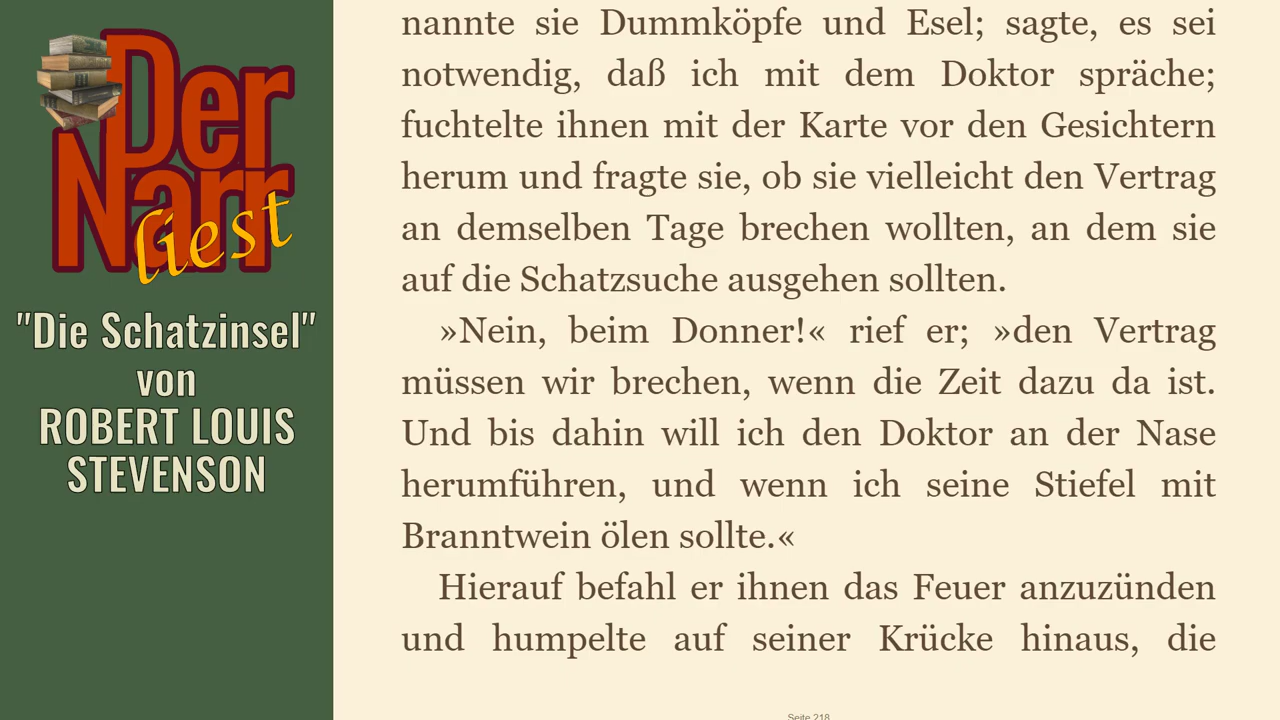 Der
Narr
liest
"Die Schatzinsel"
von
ROBERT LOUIS
STEVENSON
nannte sie Dummköpfe und Esel; sagte, es sei
notwendig, daß ich mit dem Doktor spräche;
fuchtelte ihnen mit der Karte vor den Gesichtern
herum und fragte sie, ob sie vielleicht den Vertrag
an demselben Tage brechen wollten, an dem sie
auf die Schatzsuche ausgehen sollten.
»Nein, beim Donner!« rief er; »den Vertrag
müssen wir brechen, wenn die Zeit dazu da ist.
Und bis dahin will ich den Doktor an der Nase
herumführen, und wenn ich seine Stiefel mit
Branntwein ölen sollte.«
Hierauf befahl er ihnen das Feuer anzuzünden
und humpelte auf seiner Krücke hinaus, die
Seite 218